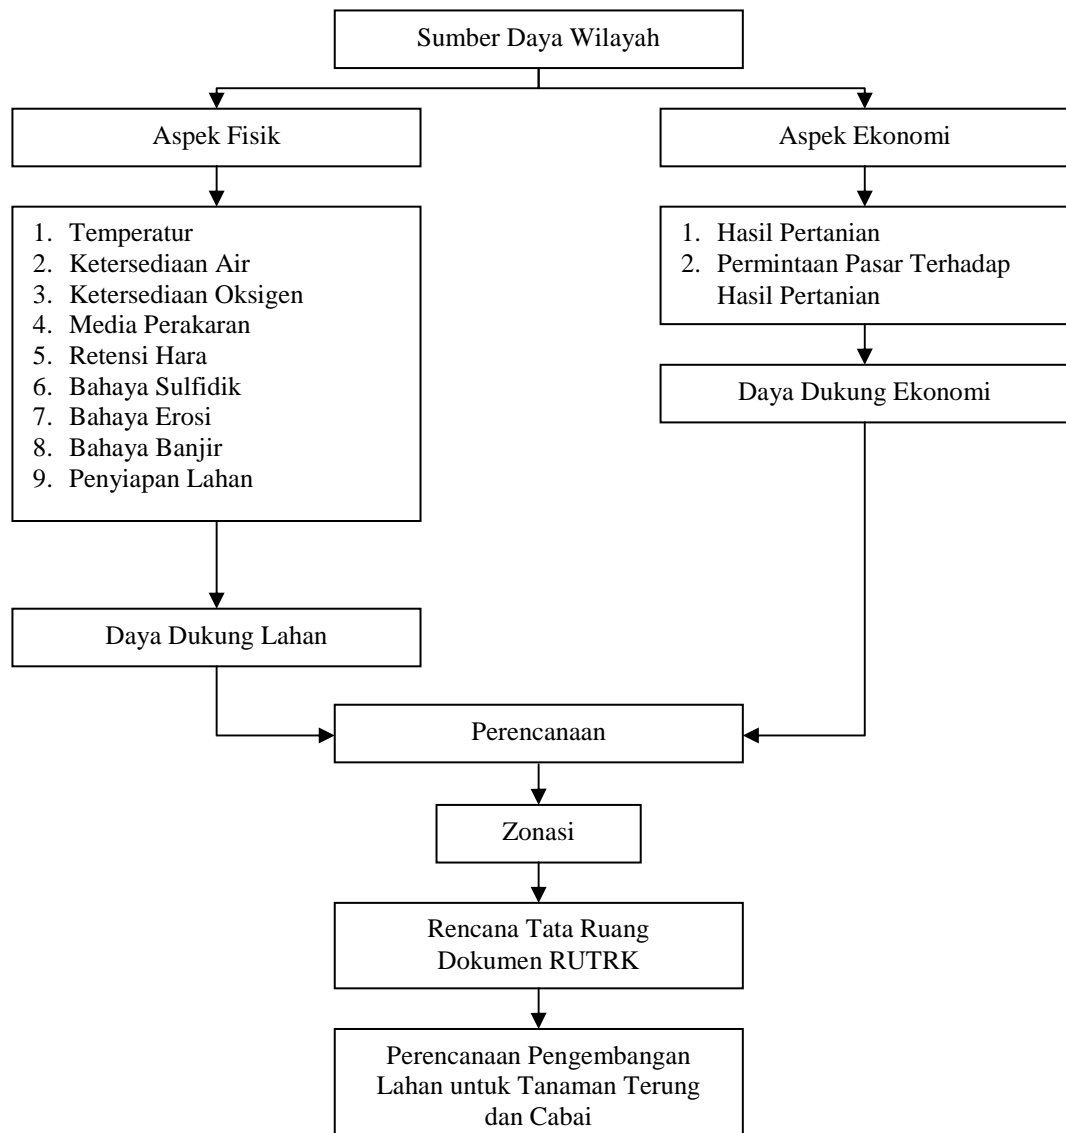 Sumber Daya Wilayah
Aspek Fisik
Aspek Ekonomi
1. Temperatur
2. Ketersediaan Air
3. Ketersediaan Oksigen
4. Media Perakaran
5. Retensi Hara
6. Bahaya Sulfidik
7. Bahaya Erosi
8. Bahaya Banjir
9. Penyiapan Lahan
1. Hasil Pertanian
2. Permintaan Pasar Terhadap
Hasil Pertanian
Daya Dukung Ekonomi
Daya Dukung Lahan
Perencanaan
Zonasi
Rencana Tata Ruang
Dokumen RUTRK
Perencanaan Pengembangan
Lahan untuk Tanaman Terung
dan Cabai